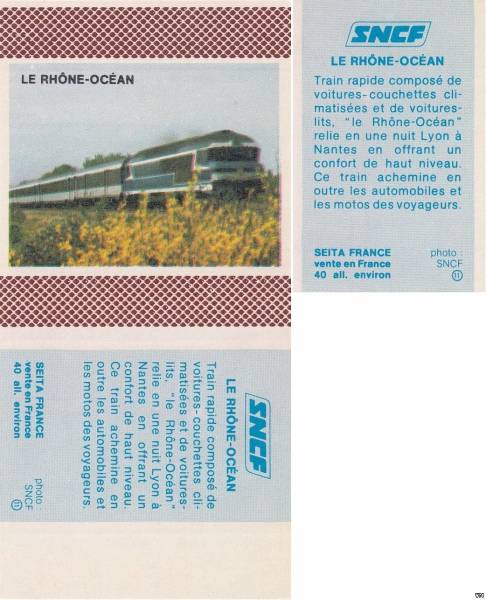 LE RHÔNE-OCÉAN
SNCF
LE RHÔNE-OCÉAN
Train rapide composé de
voitures-couchettes cli-
matisées et de voitures-
lits, "le Rhône-Océan"
relie en une nuit Lyon à
Nantes en offrant un
confort de haut niveau.
Ce train achemine en
outre les automobiles et
les motos des voyageurs.
SEITA FRANCE
vente en France
40 all. environ
photo :
SNCF
11
SNCF
LE RHÔNE-OCÉAN
Train rapide composé de
voitures-couchettes cli-
matisées et de voitures-
lits, "le Rhône-Océan"
relie en une nuit Lyon à
Nantes en offrant un
confort de haut niveau.
Ce train achemine en
outre les automobiles et
les motos des voyageurs.
SEITA FRANCE
vente en France
40 all. environ
photo :
SNCF
11